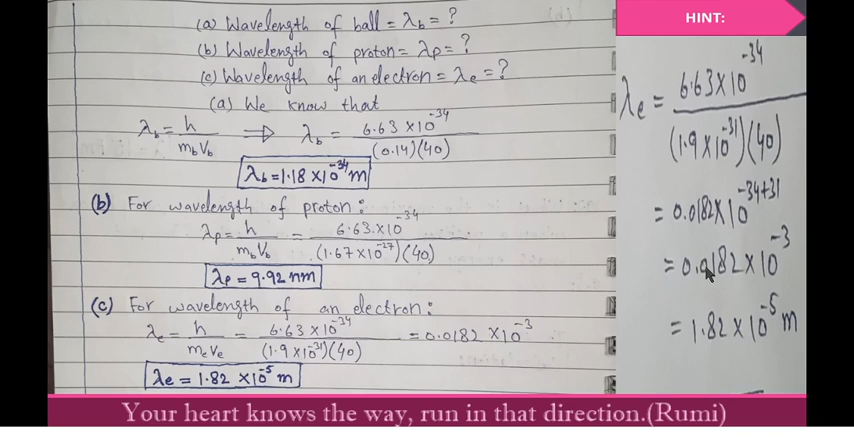 (a) Wavelength of ball = λb = ?
(b) Wavelength of proton = λp = ?
(c) Wavelength of an electron = λe = ?
(a) We know that
λb = h / mbVb ⇒ λb = 6.63 × 10^-34 / (0.14)(40)
λb = 1.18 × 10^-34 m
(b) For wavelength of proton:
λp = h / mbVb = 6.63. × 10^-34 / (1.67 × 10^-27)(40)
λp = 9.92 nm
(c) For wavelength of an electron:
λe = h / meVe = 6.63 × 10^-34 / (1.9 × 10^-31)(40) = 0.0182 × 10^-3
λe = 1.82 × 10^-5 m
HINT:
λe = 6.63 × 10^-34 / (1.9 × 10^-31)(40)
= 0.0182 × 10^-34+31
= 0.0182 × 10^-3
= 1.82 × 10^-5 m
Your heart knows the way, run in that direction.(Rumi)